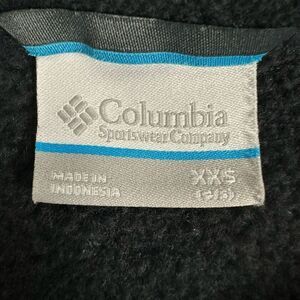 Columbia
Sportswear Company
MADE IN
INDONESIA
XXS